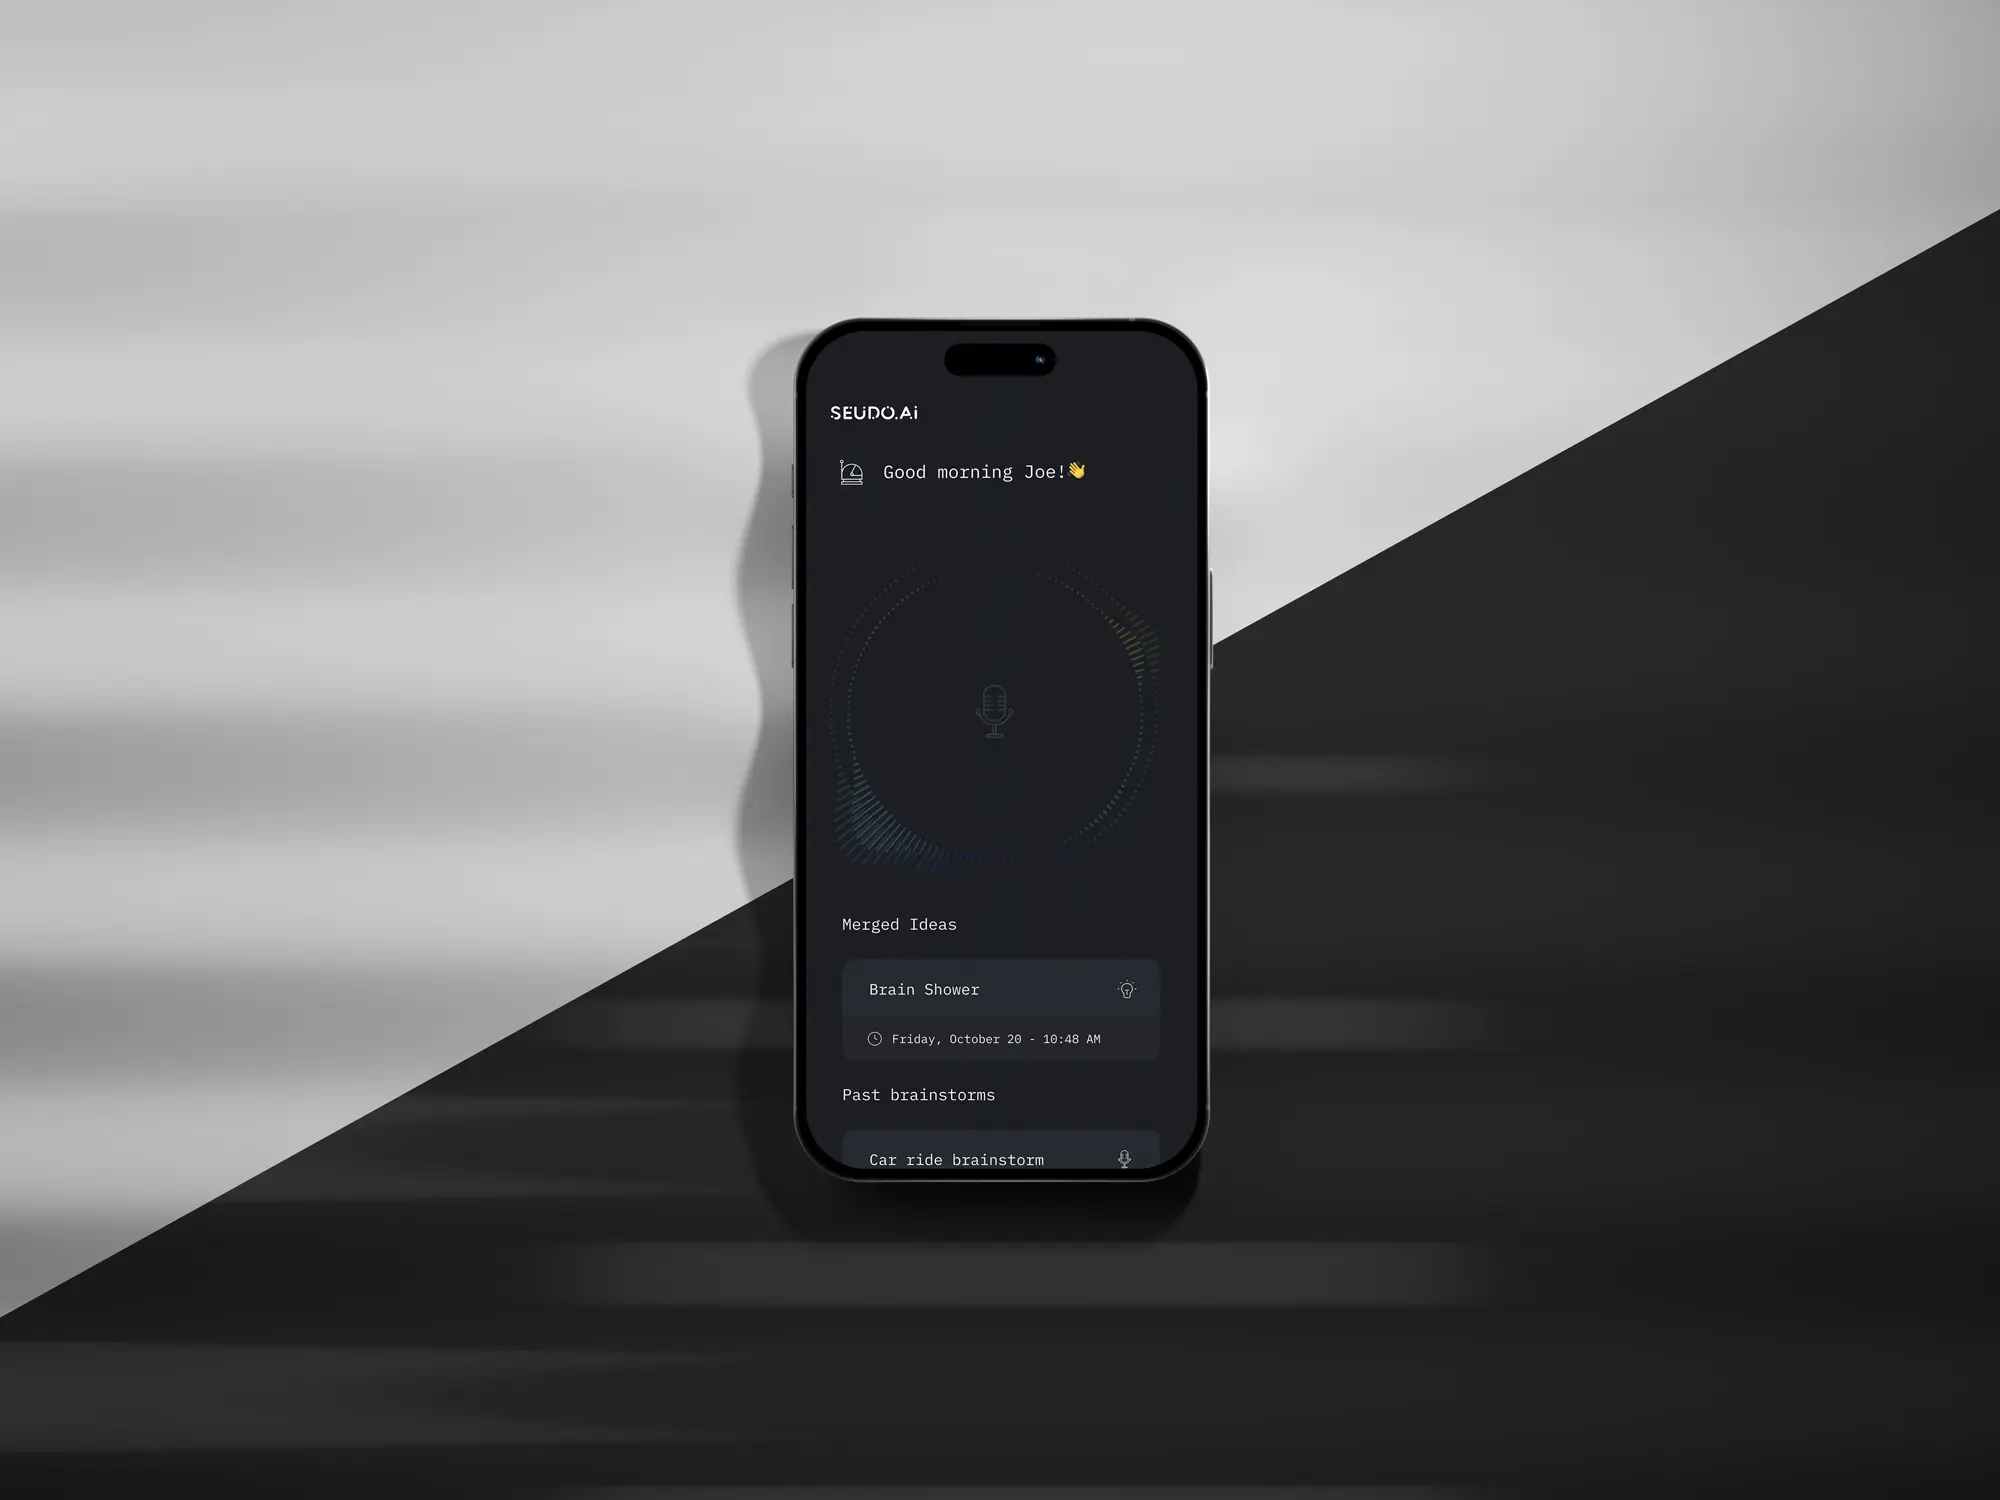 SEUDO.Ai
Good morning Joe!👋
Merged Ideas
Brain Shower
Friday, October 20 - 10:48 AM
Past brainstorms
Car ride brainstorm